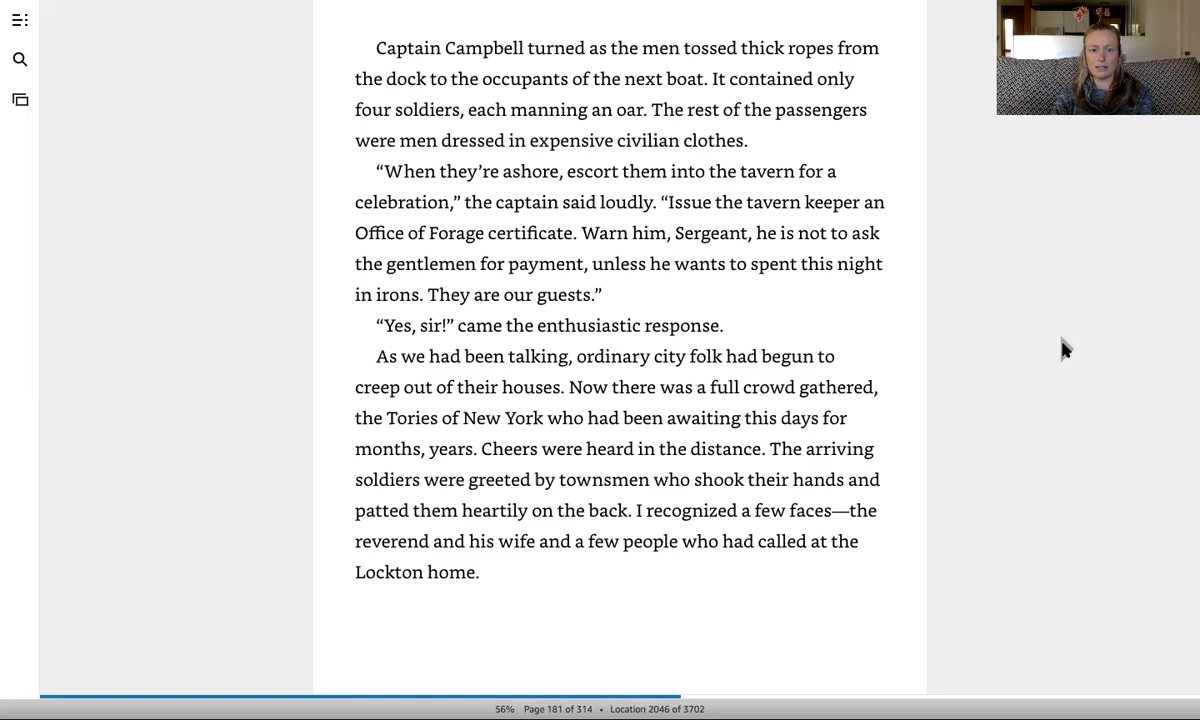 Captain Campbell turned as the men tossed thick ropes from
the dock to the occupants of the next boat. It contained only
four soldiers, each manning an oar. The rest of the passengers
were men dressed in expensive civilian clothes.
“When they’re ashore, escort them into the tavern for a
celebration,” the captain said loudly. “Issue the tavern keeper an
Office of Forage certificate. Warn him, Sergeant, he is not to ask
the gentlemen for payment, unless he wants to spent this night
in irons. They are our guests.”
“Yes, sir!” came the enthusiastic response.
As we had been talking, ordinary city folk had begun to
creep out of their houses. Now there was a full crowd gathered,
the Tories of New York who had been awaiting this days for
months, years. Cheers were heard in the distance. The arriving
soldiers were greeted by townsmen who shook their hands and
patted them heartily on the back. I recognized a few faces—the
reverend and his wife and a few people who had called at the
Lockton home.
56% Page 181 of 314 • Location 2046 of 3702